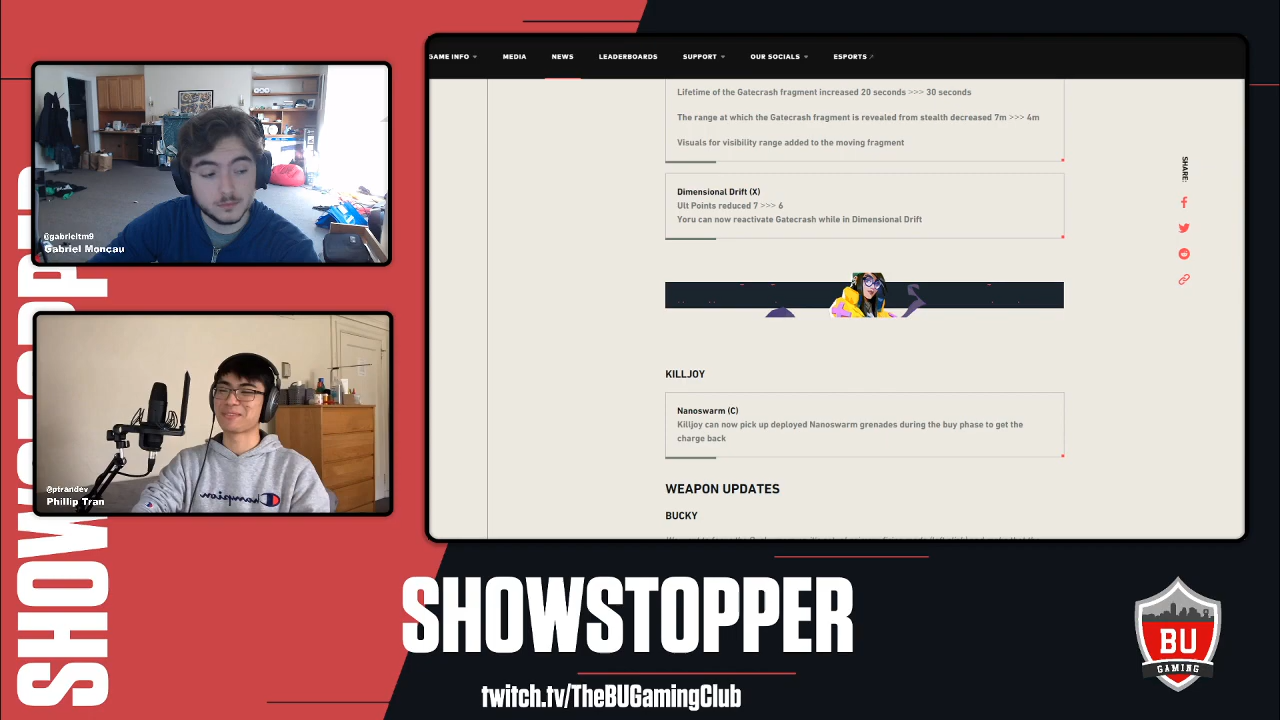 GAME INFO
MEDIA
NEWS
LEADERBOARDS
SUPPORT
OUR SOCIALS
ESPORTS
Lifetime of the Gatecrash fragment increased 20 seconds >>> 30 seconds
The range at which the Gatecrash fragment is revealed from stealth decreased 7m >>> 4m
Visuals for visibility range added to the moving fragment
Dimensional Drift (X)
Ult Points reduced 7 >>> 6
Yoru can now reactivate Gatecrash while in Dimensional Drift
SHARE:
KILLJOY
Nanoswarm (C)
Killjoy can now pick up deployed Nanoswarm grenades during the buy phase to get the
charge back
WEAPON UPDATES
BUCKY
@gabrieltm9
Gabriel Moncau
@ptrandev
Phillip Tran
Champion
SHOWSTOPPER
SHOWSTOPPER
twitch.tv/TheBUGamingClub
BU
GAMING